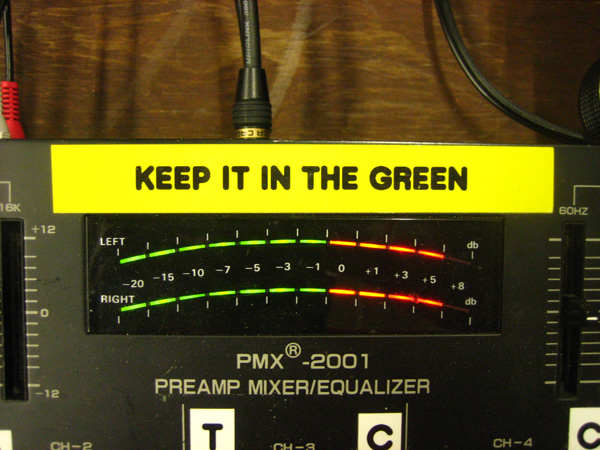 KEEP IT IN THE GREEN
16K
60HZ
+12
LEFT
db
-20 -15 -10 -7 -5 -3 -1 0 +1 +3 +5 +8
RIGHT
db
0
PMX®-2001
PREAMP MIXER/EQUALIZER
-12
T
C
C
CH-2
CH-3
CH-4